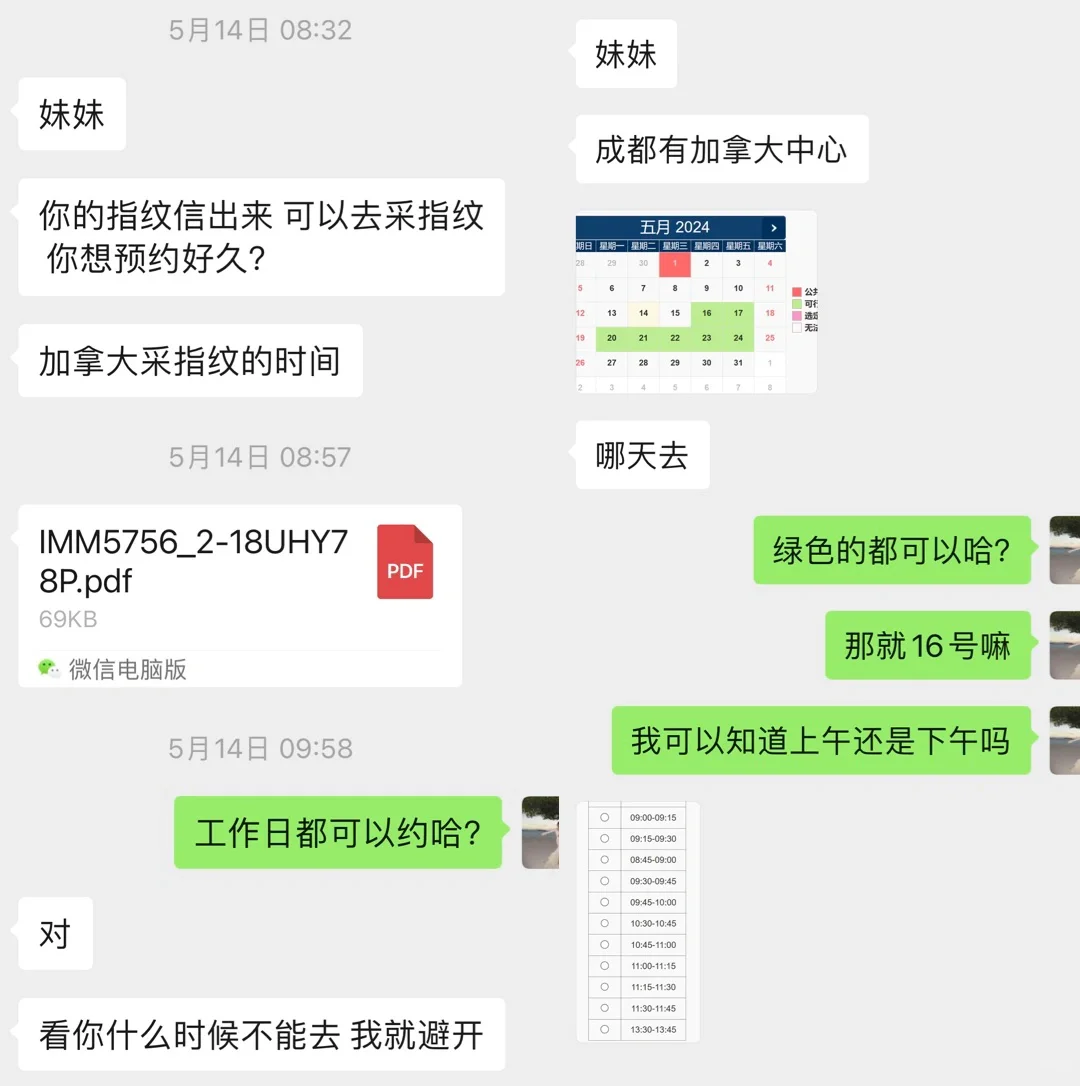 5月14日 08:32
妹妹
你的指纹信出来 可以去采指纹
你想预约好久?
加拿大采指纹的时间
5月14日 08:57
IMM5756_2-18UHY7
8P.pdf
PDF
69KB
微信电脑版
5月14日 09:58
工作日都可以约哈?
对
看你什么时候不能去 我就避开
妹妹
成都有加拿大中心
五月 2024
期日 星期一 星期二 星期三 星期四 星期五 星期六
28 29 30 1 2 3 4
5 6 7 8 9 10 11
12 13 14 15 16 17 18
19 20 21 22 23 24 25
26 27 28 29 30 31 1
2 3 4 5 6 7 8
公共
可行
选定
无法
哪天去
绿色的都可以哈?
那就16号嘛
我可以知道上午还是下午吗
09:00-09:15
09:15-09:30
08:45-09:00
09:30-09:45
09:45-10:00
10:30-10:45
10:45-11:00
11:00-11:15
11:15-11:30
11:30-11:45
13:30-13:45